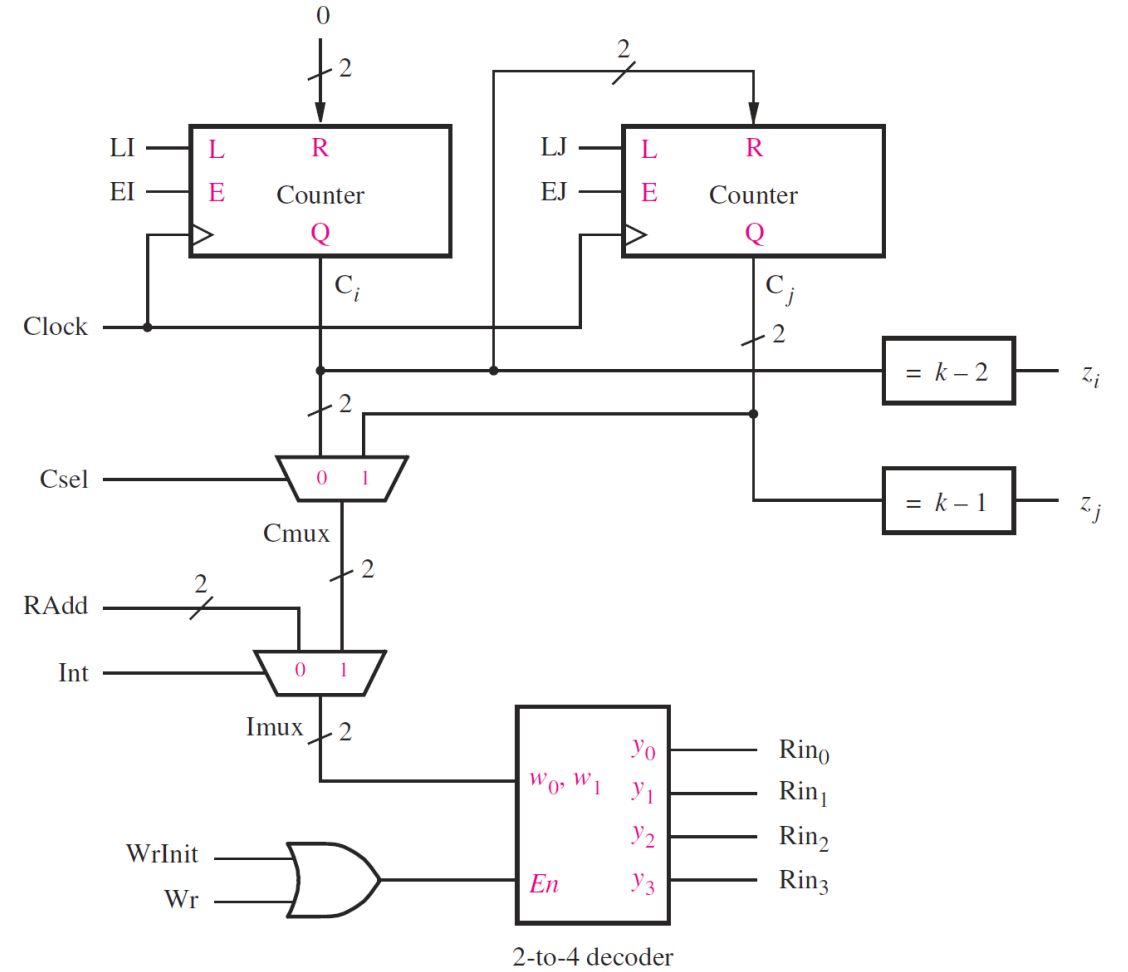 0
2
2
LI
L
R
LJ
L
R
EI
E
Counter
EJ
E
Counter
Q
Q
C_i
C_j
Clock
2
= k – 2
z_i
2
Csel
0
1
= k – 1
z_j
Cmux
2
2
RAdd
Int
0
1
Imux
2
y_0
Rin_0
w_0, w_1
y_1
Rin_1
y_2
Rin_2
WrInit
En
y_3
Rin_3
Wr
2-to-4 decoder